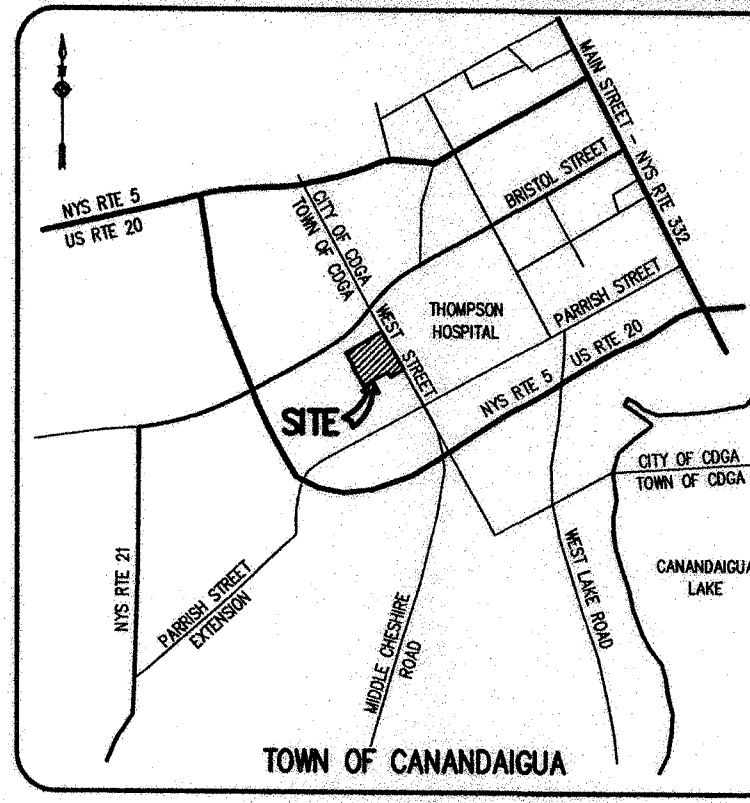 MAIN STREET - NYS RTE 332
NYS RTE 5
US RTE 20
CITY OF CDGA
TOWN OF CDGA
BRISTOL STREET
THOMPSON
HOSPITAL
WEST STREET
PARRISH STREET
NYS RTE 5 US RTE 20
SITE
CITY OF CDGA
TOWN OF CDGA
CANANDAIGUA
LAKE
NYS RTE 21
PARRISH STREET
EXTENSION
MIDDLE CHESHIRE
ROAD
WEST LAKE ROAD
TOWN OF CANANDAIGUA